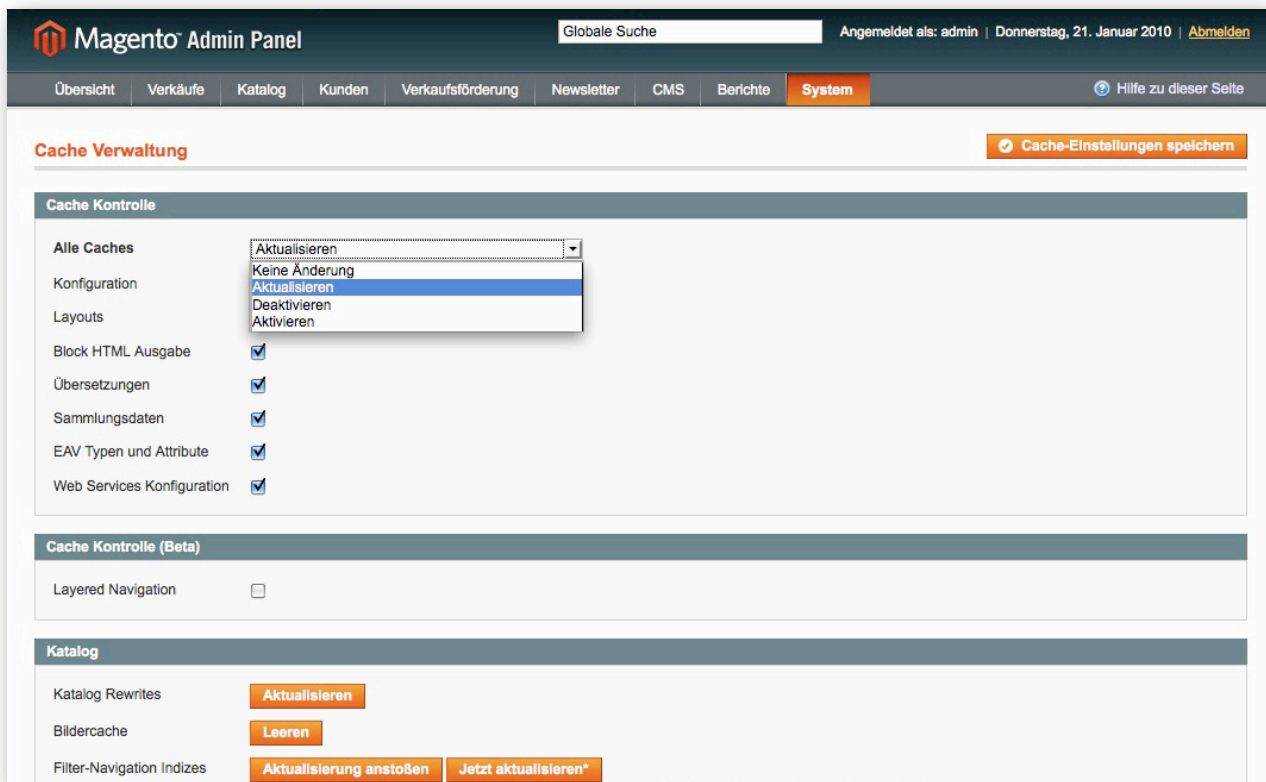 Magento Admin Panel
Globale Suche
Angemeldet als: admin | Donnerstag, 21. Januar 2010 | Abmelden
Übersicht Verkäufe Katalog Kunden Verkaufsförderung Newsletter CMS Berichte System
Hilfe zu dieser Seite
Cache Verwaltung
Cache-Einstellungen speichern
Cache Kontrolle
Alle Caches Aktualisieren
Keine Änderung
Konfiguration Aktualisieren
Deaktivieren
Layouts Aktivieren
Block HTML Ausgabe
Übersetzungen
Sammlungsdaten
EAV Typen und Attribute
Web Services Konfiguration
Cache Kontrolle (Beta)
Layered Navigation
Katalog
Katalog Rewrites Aktualisieren
Bildercache Leeren
Filter-Navigation Indizes Aktualisierung anstoßen Jetzt aktualisieren*